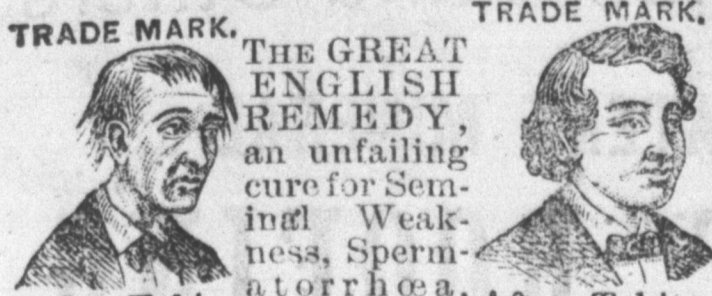 TRADE MARK.
TRADE MARK.
THE GREAT
ENGLISH
REMEDY,
an unfailing
cure for Sem-
inal Weak-
ness, Sperm-
atorrhœa,